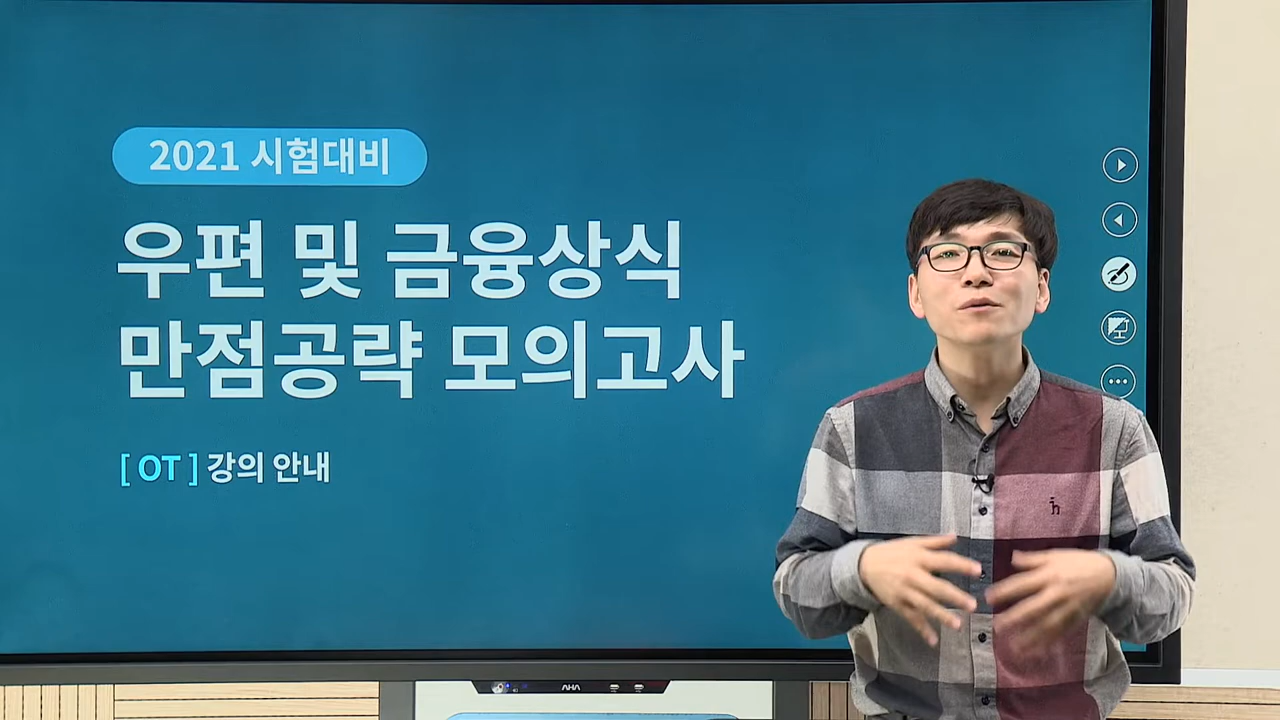 2021 시험대비
우편 및 금융상식
만점공략 모의고사
[ OT ] 강의 안내
AHA